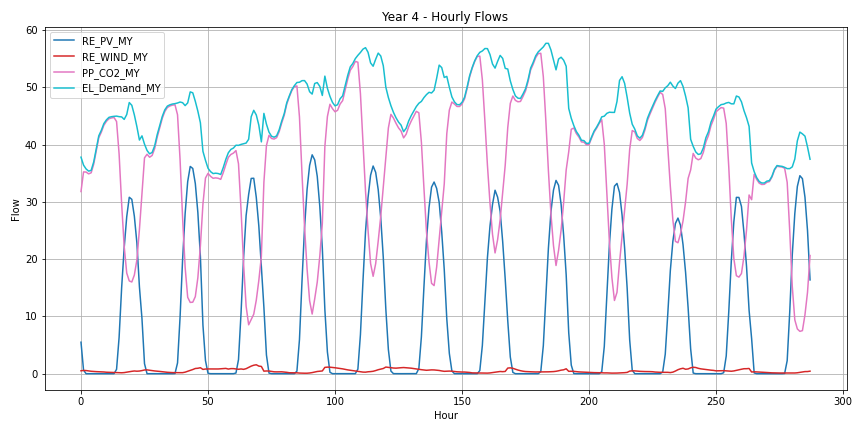 Year 4 - Hourly Flows
RE_PV_MY
RE_WIND_MY
PP_CO2_MY
EL_Demand_MY
60
50
40
30
20
10
0
Flow
0 50 100 150 200 250 300
Hour